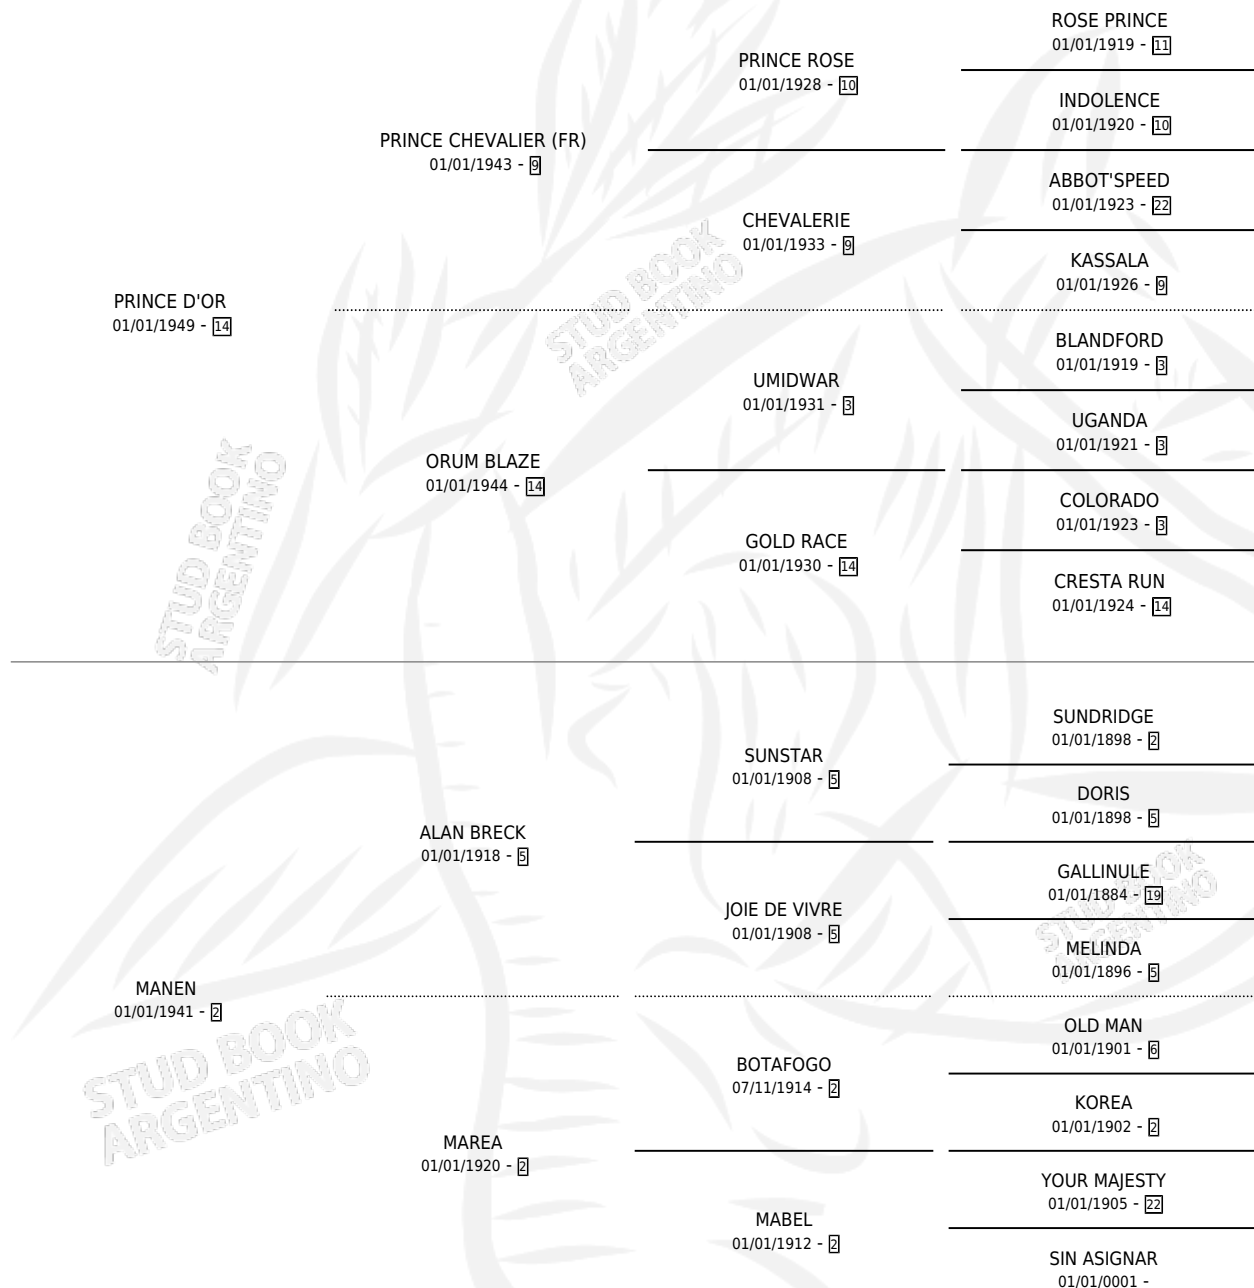 ROSE PRINCE
01/01/1919 - 11
PRINCE ROSE
01/01/1928 - 10
INDOLENCE
01/01/1920 - 10
PRINCE CHEVALIER (FR)
01/01/1943 - 9
ABBOT'SPEED
01/01/1923 - 22
CHEVALERIE
01/01/1933 - 9
KASSALA
01/01/1926 - 9
PRINCE D'OR
01/01/1949 - 14
STUD BOOK
ARGENTINO
BLANDFORD
01/01/1919 - 3
UMIDWAR
01/01/1931 - 3
UGANDA
01/01/1921 - 3
ORUM BLAZE
01/01/1944 - 14
COLORADO
01/01/1923 - 3
GOLD RACE
01/01/1930 - 14
CRESTA RUN
01/01/1924 - 14
STUD BOOK
ARGENTINO
SUNDRIDGE
01/01/1898 - 2
SUNSTAR
01/01/1908 - 5
DORIS
01/01/1898 - 5
ALAN BRECK
01/01/1918 - 5
GALLINULE
01/01/1884 - 19
JOIE DE VIVRE
01/01/1908 - 5
MELINDA
01/01/1896 - 5
STUD BOOK
ARGENTINO
MANEN
01/01/1941 - 2
OLD MAN
01/01/1901 - 6
BOTAFOGO
07/11/1914 - 2
KOREA
01/01/1902 - 2
STUD BOOK
ARGENTINO
MAREA
01/01/1920 - 2
YOUR MAJESTY
01/01/1905 - 22
MABEL
01/01/1912 - 2
SIN ASIGNAR
01/01/0001 -